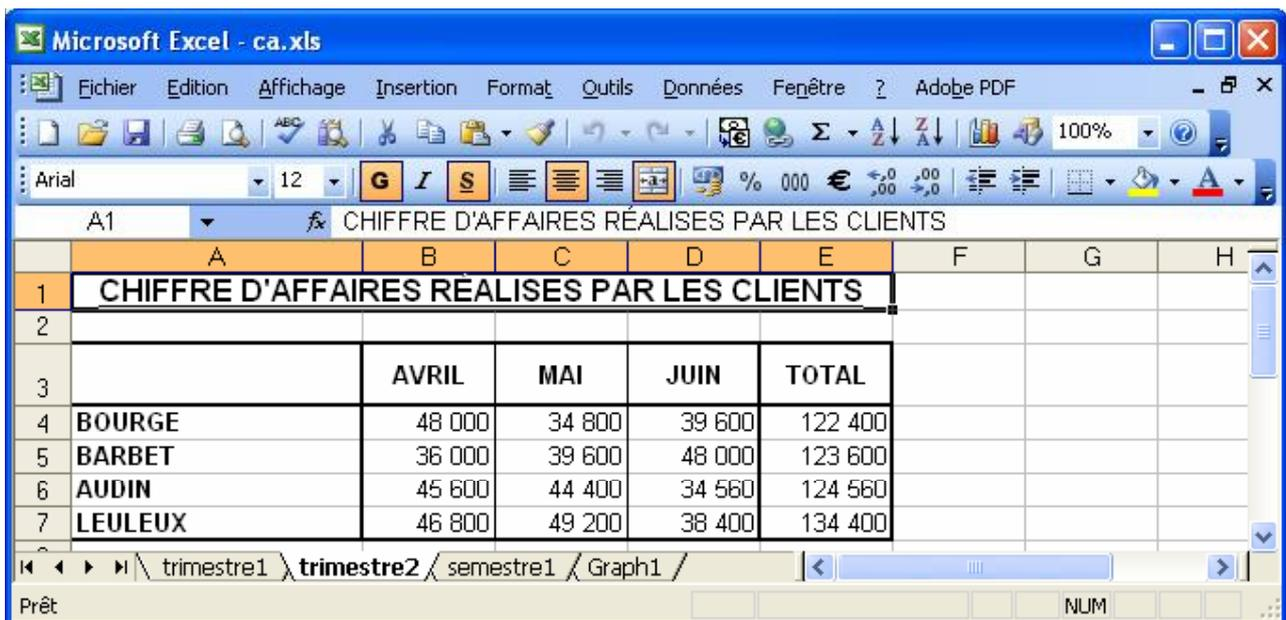 Microsoft Excel - ca.xls
Fichier Edition Affichage Insertion Format Outils Données Fenêtre ? Adobe PDF
100%
Arial 12 G I S % 000 €
A1 fx CHIFFRE D'AFFAIRES RÉALISES PAR LES CLIENTS
A B C D E F G H
1 CHIFFRE D'AFFAIRES RÉALISES PAR LES CLIENTS
2
3 AVRIL MAI JUIN TOTAL
4 BOURGE 48 000 34 800 39 600 122 400
5 BARBET 36 000 39 600 48 000 123 600
6 AUDIN 45 600 44 400 34 560 124 560
7 LEULEUX 46 800 49 200 38 400 134 400
trimestre1 trimestre2 semestre1 Graph1
Prêt NUM